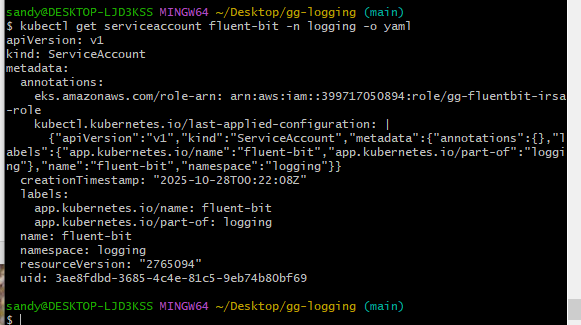 sandy@DESKTOP-LJD3KSS MINGW64 ~/Desktop/gg-logging (main)
$ kubectl get serviceaccount fluent-bit -n logging -o yaml
apiVersion: v1
kind: ServiceAccount
metadata:
  annotations:
    eks.amazonaws.com/role-arn: arn:aws:iam::399717050894:role/gg-fluentbit-irsa
-role
    kubectl.kubernetes.io/last-applied-configuration: |
      {"apiVersion":"v1","kind":"ServiceAccount","metadata":{"annotations":{},"l
abels":{"app.kubernetes.io/name":"fluent-bit","app.kubernetes.io/part-of":"loggi
ng"},"name":"fluent-bit","namespace":"logging"}}
  creationTimestamp: "2025-10-28T00:22:08Z"
  labels:
    app.kubernetes.io/name: fluent-bit
    app.kubernetes.io/part-of: logging
  name: fluent-bit
  namespace: logging
  resourceVersion: "2765094"
  uid: 3ae8fdbd-3685-4c4e-81c5-9eb74b80bf69
sandy@DESKTOP-LJD3KSS MINGW64 ~/Desktop/gg-logging (main)
$